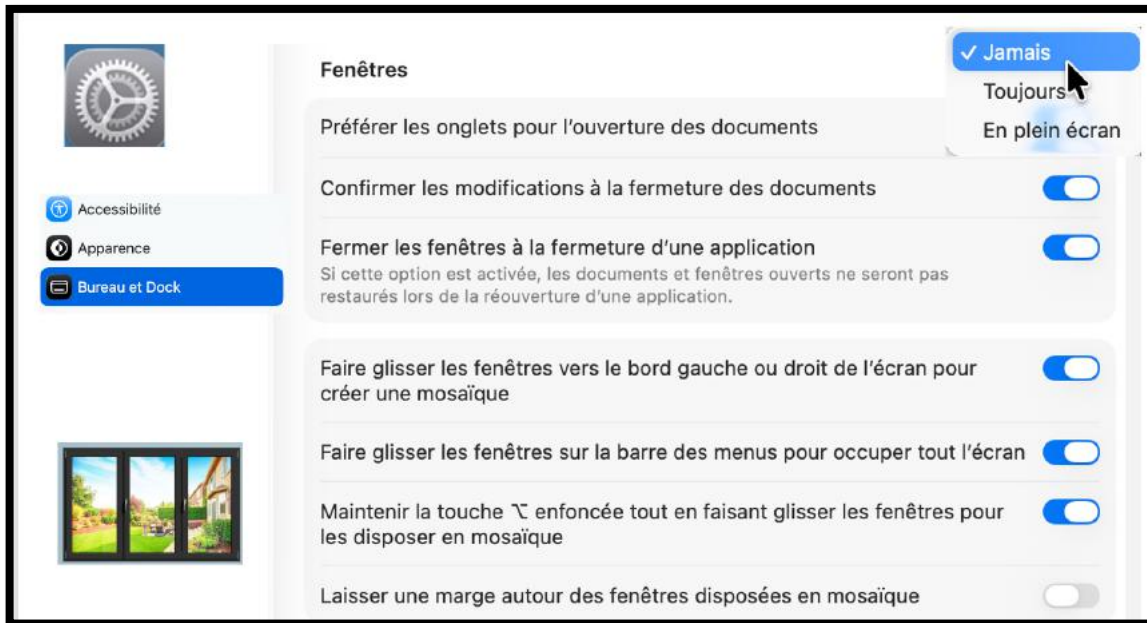 Fenêtres
Jamais
Toujours
En plein écran
Préférer les onglets pour l’ouverture des documents
Confirmer les modifications à la fermeture des documents
Accessibilité
Apparence
Bureau et Dock
Fermer les fenêtres à la fermeture d’une application
Si cette option est activée, les documents et fenêtres ouverts ne seront pas
restaurés lors de la réouverture d’une application.
Faire glisser les fenêtres vers le bord gauche ou droit de l’écran pour
créer une mosaïque
Faire glisser les fenêtres sur la barre des menus pour occuper tout l’écran
Maintenir la touche ⌥ enfoncée tout en faisant glisser les fenêtres pour
les disposer en mosaïque
Laisser une marge autour des fenêtres disposées en mosaïque